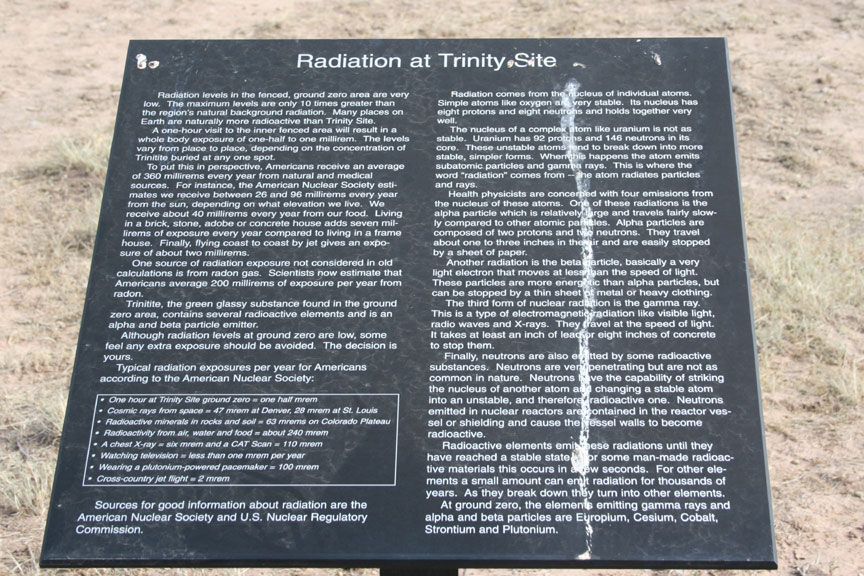 Radiation at Trinity Site
Radiation levels in the fenced, ground zero area are very
low. The maximum levels are only 10 times greater than
the region's natural background radiation. Many places on
Earth are naturally more radioactive than Trinity Site.
A one-hour visit to the inner fenced area will result in a
whole body exposure of one-half to one millirem. The levels
vary from place to place, depending on the concentration of
Trinitite buried at any one spot.
To put this in perspective, Americans receive an average
of 360 millirems every year from natural and medical
sources. For instance, the American Nuclear Society esti-
mates we receive between 26 and 96 millirems every year
from the sun, depending on what elevation we live. We
receive about 40 millirems every year from our food. Living
in a brick, stone, adobe or concrete house adds seven mil-
lirems of exposure every year compared to living in a frame
house. Finally, flying coast to coast by jet gives an expo-
sure of about two millirems.
One source of radiation exposure not considered in old
calculations is from radon gas. Scientists now estimate that
Americans average 200 millirems of exposure per year from
radon.
Trinitite, the green glassy substance found in the ground
zero area, contains several radioactive elements and is an
alpha and beta particle emitter.
Although radiation levels at ground zero are low, some
feel any extra exposure should be avoided. The decision is
yours.
Typical radiation exposures per year for Americans
according to the American Nuclear Society:
• One hour at Trinity Site ground zero = one half mrem
• Cosmic rays from space = 47 mrem at Denver, 28 mrem at St. Louis
• Radioactive minerals in rocks and soil = 63 mrems on Colorado Plateau
• Radioactivity from air, water and food = about 240 mrem
• A chest X-ray = six mrem and a CAT Scan = 110 mrem
• Watching television = less than one mrem per year
• Wearing a plutonium-powered pacemaker = 100 mrem
• Cross-country jet flight = 2 mrem
Sources for good information about radiation are the
American Nuclear Society and U.S. Nuclear Regulatory
Commission.
Radiation comes from the nucleus of individual atoms.
Simple atoms like oxygen are very stable. Its nucleus has
eight protons and eight neutrons and holds together very
well.
The nucleus of a complex atom like uranium is not as
stable. Uranium has 92 protons and 146 neutrons in its
core. These unstable atoms tend to break down into more
stable, simpler forms. When this happens the atom emits
subatomic particles and gamma rays. This is where the
word "radiation" comes from -- the atom radiates particles
and rays.
Health physicists are concerned with four emissions from
the nucleus of these atoms. One of these radiations is the
alpha particle which is relatively large and travels fairly slow-
ly compared to other atomic particles. Alpha particles are
composed of two protons and two neutrons. They travel
about one to three inches in the air and are easily stopped
by a sheet of paper.
Another radiation is the beta particle, basically a very
light electron that moves at less than the speed of light.
These particles are more energetic than alpha particles, but
can be stopped by a thin sheet of metal or heavy clothing.
The third form of nuclear radiation is the gamma ray.
This is a type of electromagnetic radiation like visible light,
radio waves and X-rays. They travel at the speed of light.
It takes at least an inch of lead or eight inches of concrete
to stop them.
Finally, neutrons are also emitted by some radioactive
substances. Neutrons are very penetrating but are not as
common in nature. Neutrons have the capability of striking
the nucleus of another atom and changing a stable atom
into an unstable, and therefore, radioactive one. Neutrons
emitted in nuclear reactors are contained in the reactor ves-
sel or shielding and cause the vessel walls to become
radioactive.
Radioactive elements emit these radiations until they
have reached a stable state. For some man-made radioac-
tive materials this occurs in a few seconds. For other ele-
ments a small amount can emit radiation for thousands of
years. As they break down they turn into other elements.
At ground zero, the elements emitting gamma rays and
alpha and beta particles are Europium, Cesium, Cobalt,
Strontium and Plutonium.